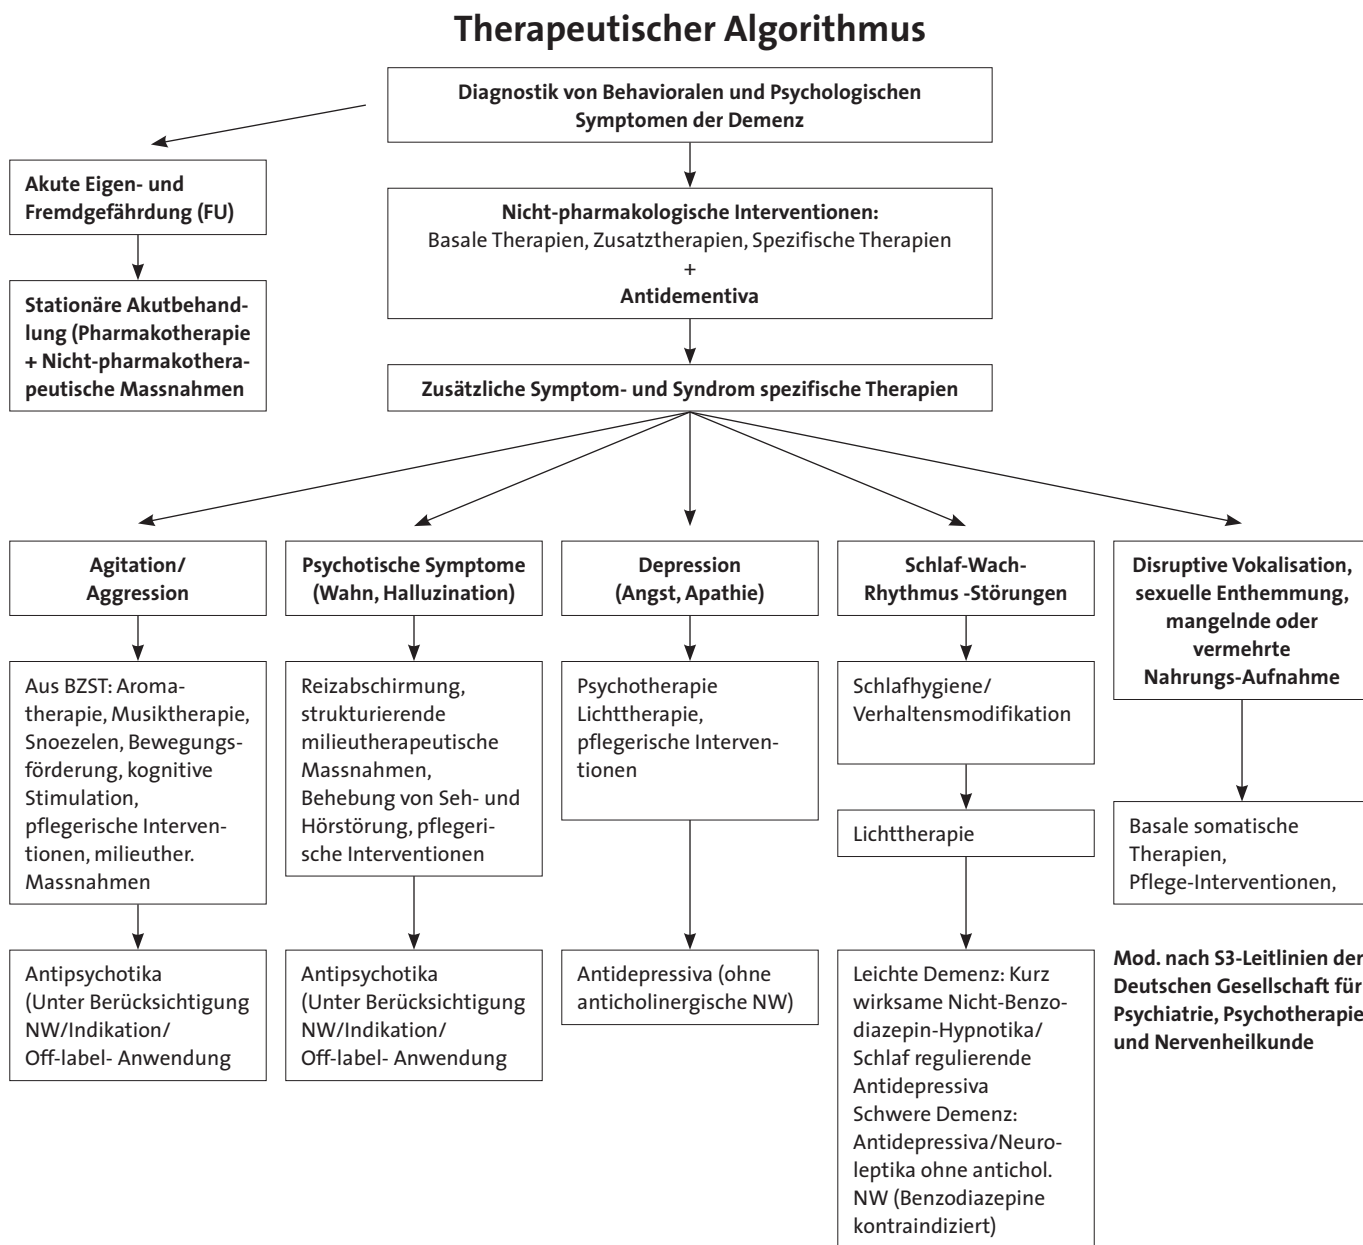 Therapeutischer Algorithmus
Diagnostik von Behavioralen und Psychologischen
Symptomen der Demenz
Akute Eigen- und
Fremdgefährdung (FU)
Stationäre Akutbehand-
lung (Pharmakotherapie
+ Nicht-pharmakothera-
peutische Massnahmen
Nicht-pharmakologische Interventionen:
Basale Therapien, Zusatztherapien, Spezifische Therapien
+
Antidementiva
Zusätzliche Symptom- und Syndrom spezifische Therapien
Agitation/
Aggression
Aus BZST: Aroma-
therapie, Musiktherapie,
Snoezelen, Bewegungs-
förderung, kognitive
Stimulation,
pflegerische Interven-
tionen, milieuther.
Massnahmen
Antipsychotika
(Unter Berücksichtigung
NW/Indikation/
Off-label- Anwendung
Psychotische Symptome
(Wahn, Halluzination)
Reizabschirmung,
strukturierende
milieutherapeutische
Massnahmen,
Behebung von Seh- und
Hörstörung, pflegeri-
sche Interventionen
Antipsychotika
(Unter Berücksichtigung
NW/Indikation/
Off-label- Anwendung
Depression
(Angst, Apathie)
Psychotherapie
Lichttherapie,
pflegerische Interven-
tionen
Antidepressiva (ohne
anticholinergische NW)
Schlaf-Wach-
Rhythmus -Störungen
Schlafhygiene/
Verhaltensmodifikation
Lichttherapie
Leichte Demenz: Kurz
wirksame Nicht-Benzo-
diazepin-Hypnotika/
Schlaf regulierende
Antidepressiva
Schwere Demenz:
Antidepressiva/Neuro-
leptika ohne antichol.
NW (Benzodiazepine
kontraindiziert)
Disruptive Vokalisation,
sexuelle Enthemmung,
mangelnde oder
vermehrte
Nahrungs-Aufnahme
Basale somatische
Therapien,
Pflege-Interventionen,
Mod. nach S3-Leitlinien der
Deutschen Gesellschaft für
Psychiatrie, Psychotherapie
und Nervenheilkunde